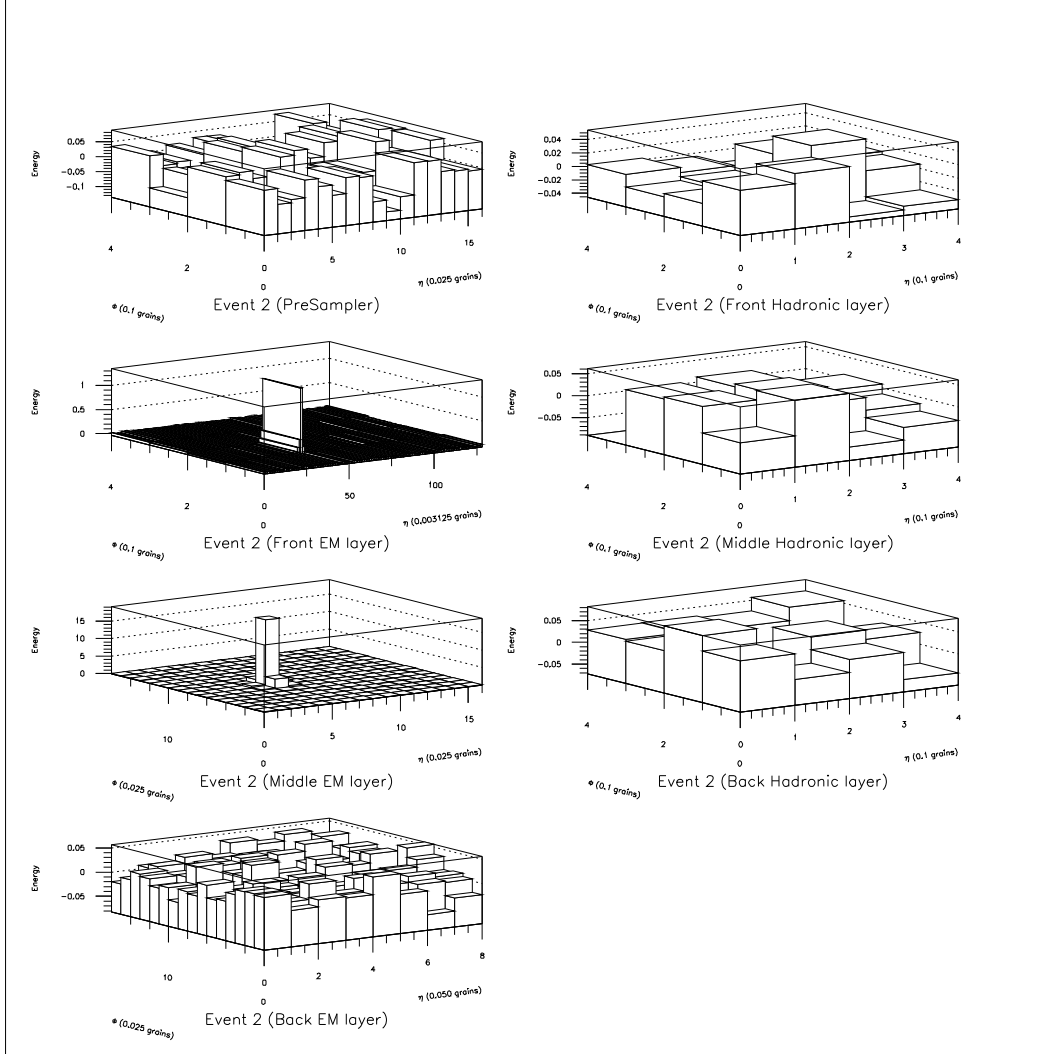 Energy
0.05
0
−0.05
−0.1
4
2
0
0
5
10
15
φ (0.1 grains)
η (0.025 grains)
Event 2 (PreSampler)
Energy
0.04
0.02
0
−0.02
−0.04
4
2
0
0
1
2
3
4
φ (0.1 grains)
η (0.1 grains)
Event 2 (Front Hadronic layer)
Energy
1
0.5
0
4
2
0
0
50
100
φ (0.1 grains)
η (0.003125 grains)
Event 2 (Front EM layer)
Energy
0.05
0
−0.05
4
2
0
0
1
2
3
4
φ (0.1 grains)
η (0.1 grains)
Event 2 (Middle Hadronic layer)
Energy
15
10
5
0
10
0
0
5
10
15
φ (0.025 grains)
η (0.025 grains)
Event 2 (Middle EM layer)
Energy
0.05
0
−0.05
4
2
0
0
1
2
3
4
φ (0.1 grains)
η (0.1 grains)
Event 2 (Back Hadronic layer)
Energy
0.05
0
−0.05
10
0
0
2
4
6
8
φ (0.025 grains)
η (0.050 grains)
Event 2 (Back EM layer)